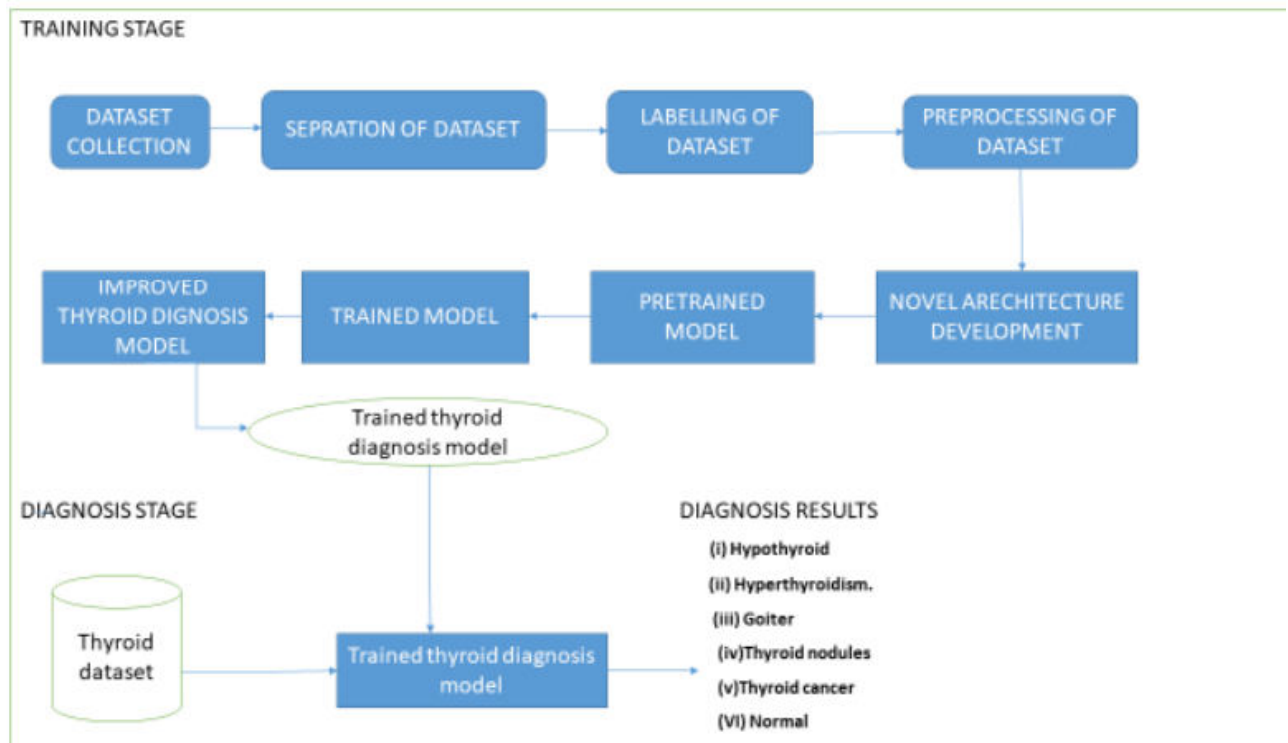 TRAINING STAGE
DATASET
COLLECTION
SEPRATION OF DATASET
LABELLING OF
DATASET
PREPROCESSING OF
DATASET
IMPROVED
THYROID DIGNOSIS
MODEL
TRAINED MODEL
PRETRAINED
MODEL
NOVEL ARECHITECTURE
DEVELOPMENT
Trained thyroid
diagnosis model
DIAGNOSIS STAGE
Thyroid
dataset
Trained thyroid diagnosis
model
DIAGNOSIS RESULTS
(i) Hypothyroid
(ii) Hyperthyroidism.
(iii) Goiter
(iv)Thyroid nodules
(v)Thyroid cancer
(VI) Normal